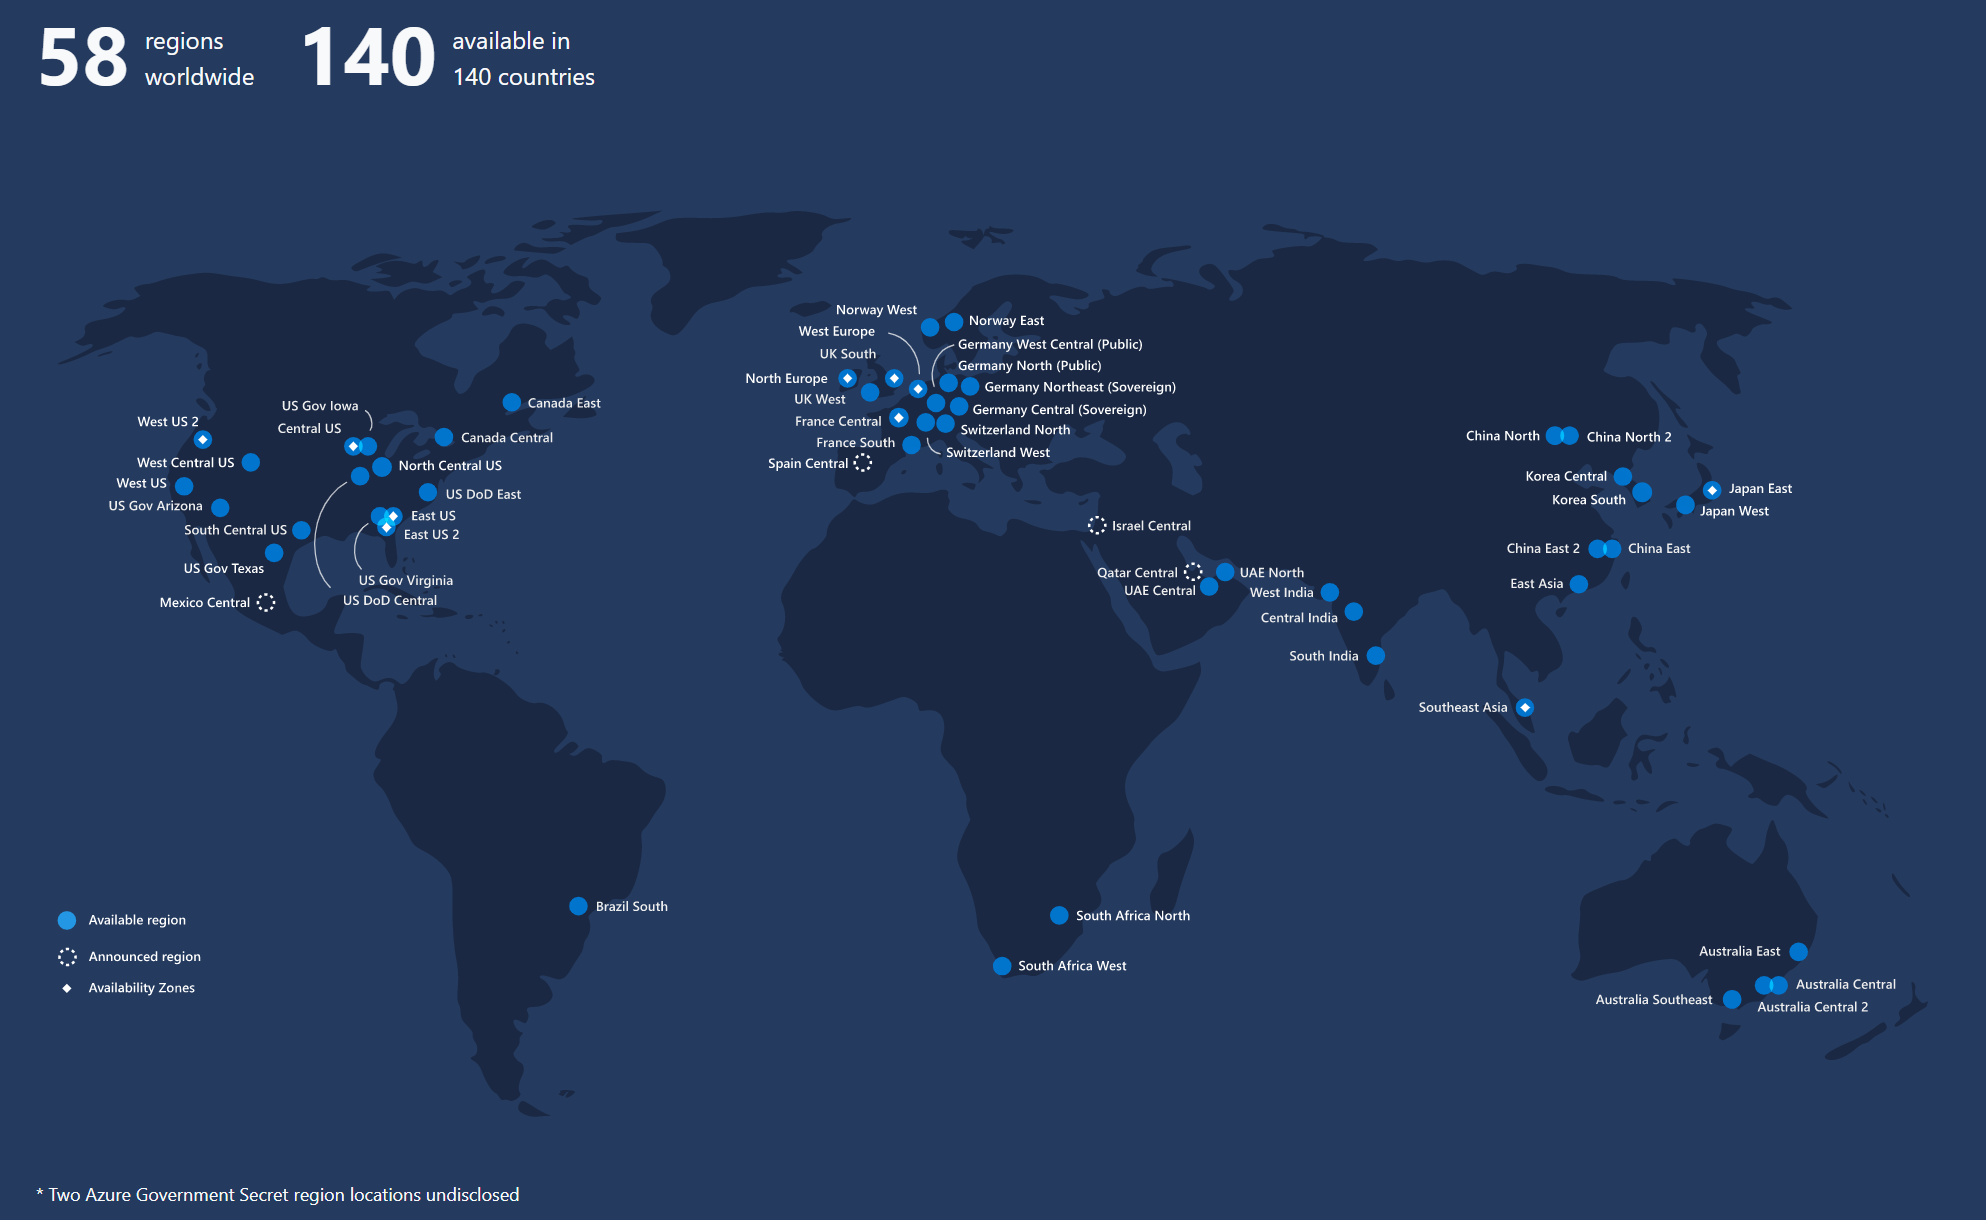 58 regions worldwide
140 available in 140 countries
Norway West
Norway East
West Europe
Germany West Central (Public)
UK South
Germany North (Public)
North Europe
Germany Northeast (Sovereign)
UK West
Germany Central (Sovereign)
France Central
Switzerland North
France South
Switzerland West
Spain Central
US Gov Iowa
Canada East
West US 2
Central US
Canada Central
West Central US
North Central US
West US
US DoD East
US Gov Arizona
East US
South Central US
East US 2
US Gov Texas
US Gov Virginia
Mexico Central
US DoD Central
China North
China North 2
Korea Central
Japan East
Korea South
Japan West
Israel Central
China East 2
China East
Qatar Central
UAE North
East Asia
UAE Central
West India
Central India
South India
Southeast Asia
Brazil South
South Africa North
South Africa West
Australia East
Australia Central
Australia Southeast
Australia Central 2
Available region
Announced region
Availability Zones
* Two Azure Government Secret region locations undisclosed